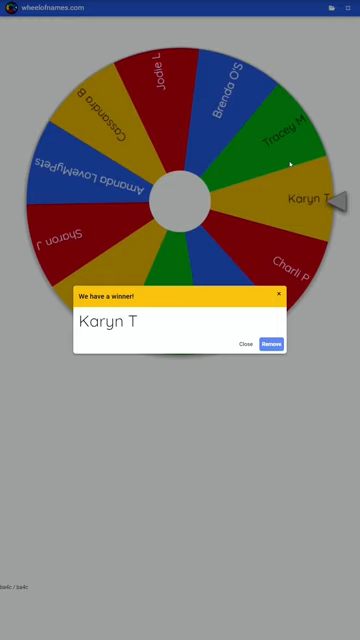 wheelofnames.com
Jodie L
Brenda O'S
Cassandra B
Tracey M
Amanda LoveMyPets
Karyn T
Sharon J
Charli P
We have a winner!
×
Karyn T
Close
Remove